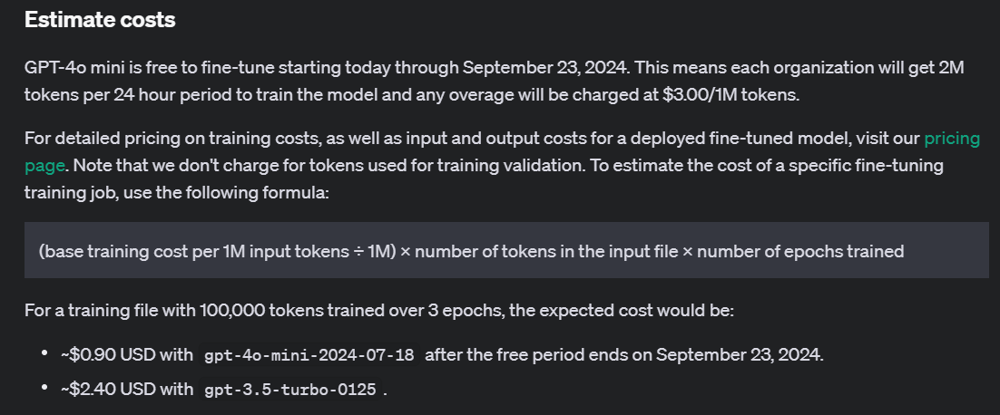 Estimate costs
GPT-4o mini is free to fine-tune starting today through September 23, 2024. This means each organization will get 2M
tokens per 24 hour period to train the model and any overage will be charged at $3.00/1M tokens.
For detailed pricing on training costs, as well as input and output costs for a deployed fine-tuned model, visit our pricing
page. Note that we don't charge for tokens used for training validation. To estimate the cost of a specific fine-tuning
training job, use the following formula:
(base training cost per 1M input tokens ÷ 1M) × number of tokens in the input file × number of epochs trained
For a training file with 100,000 tokens trained over 3 epochs, the expected cost would be:
• ~$0.90 USD with gpt-4o-mini-2024-07-18 after the free period ends on September 23, 2024.
• ~$2.40 USD with gpt-3.5-turbo-0125 .